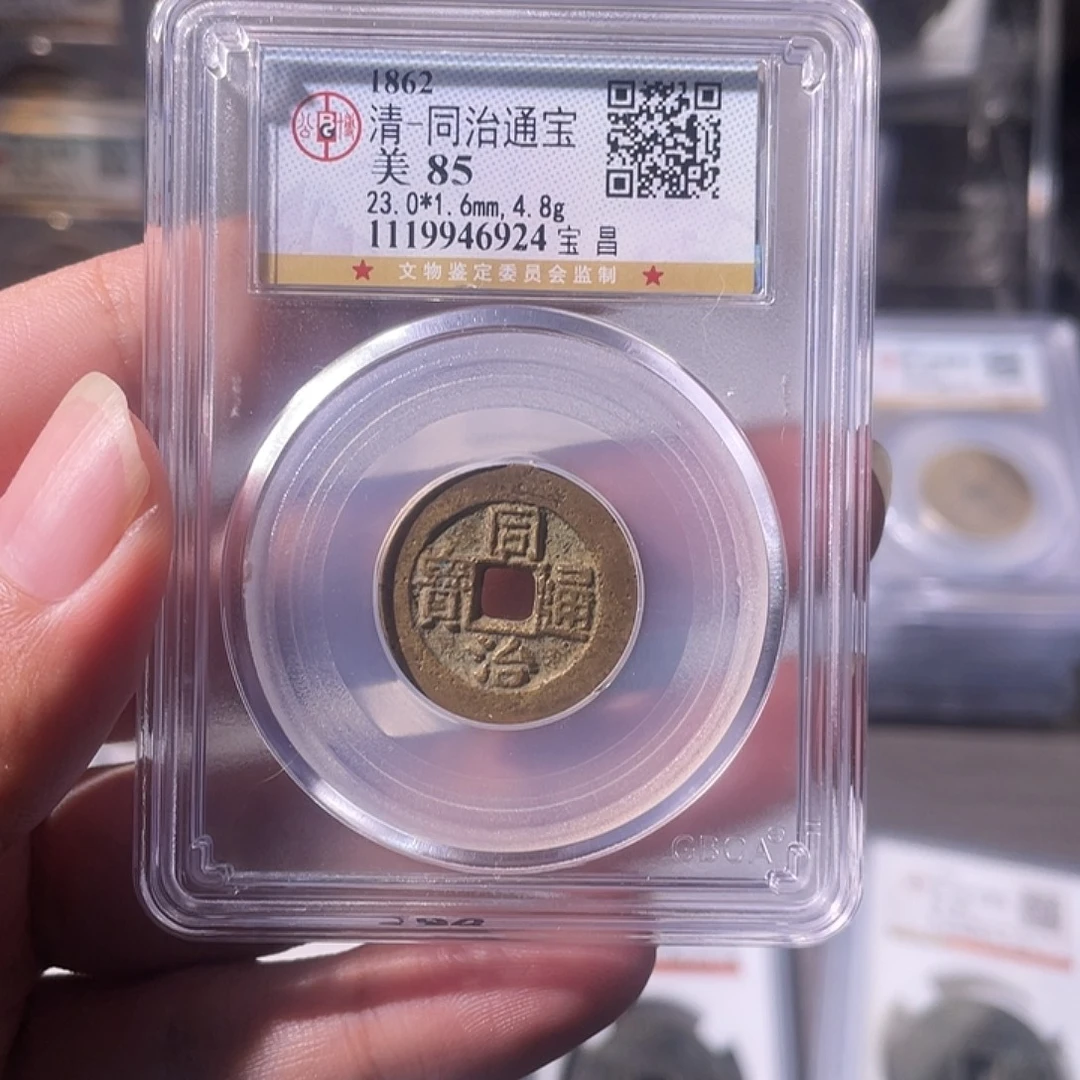 1862
清-同治通宝
美 85
23.0*1.6mm, 4.8g
1119946924 宝 昌
★ 文物鉴定委员会监制 ★
同
寶 通
治
GBCA